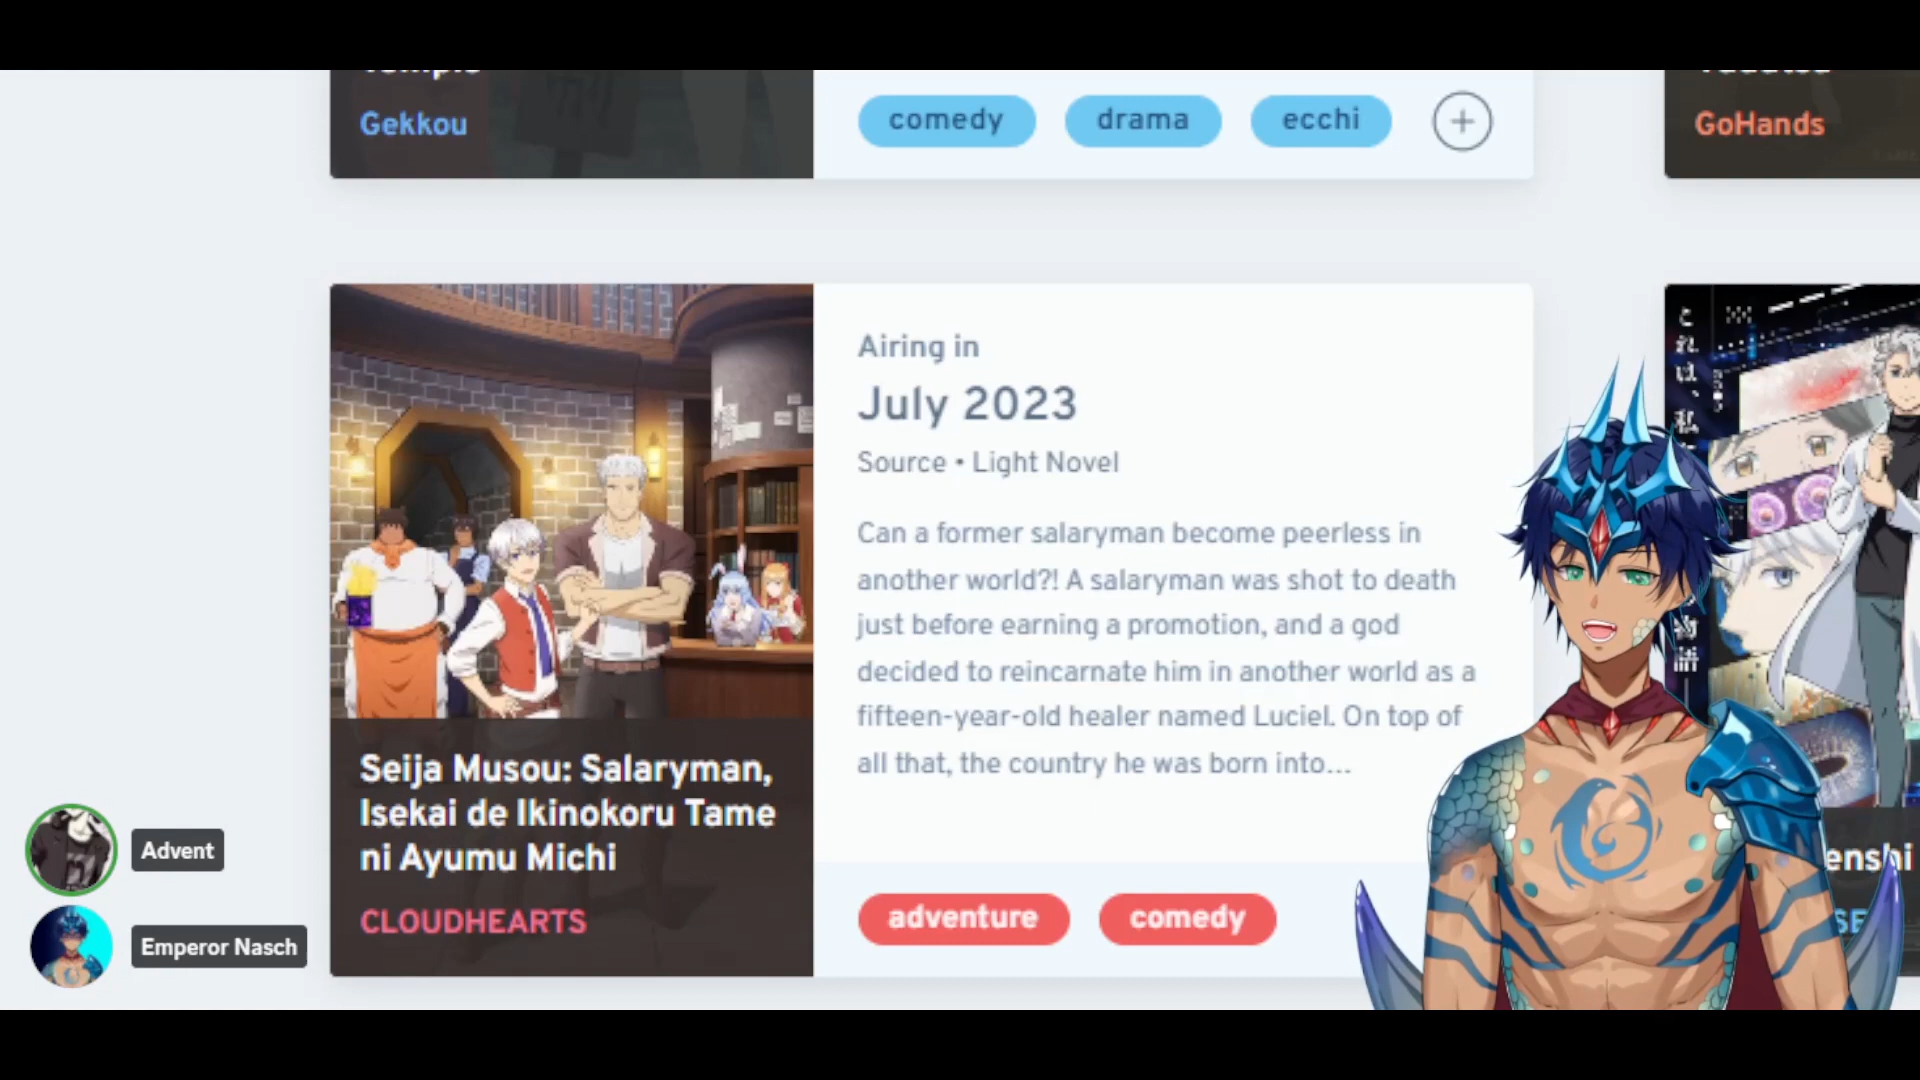 Gekkou
comedy
drama
ecchi
GoHands
Airing in
July 2023
Source • Light Novel
Can a former salaryman become peerless in
another world?! A salaryman was shot to death
just before earning a promotion, and a god
decided to reincarnate him in another world as a
fifteen-year-old healer named Luciel. On top of
all that, the country he was born into...
Seija Musou: Salaryman,
Isekai de Ikinokoru Tame
ni Ayumu Michi
CLOUDHEARTS
adventure
comedy
Advent
Emperor Nasch